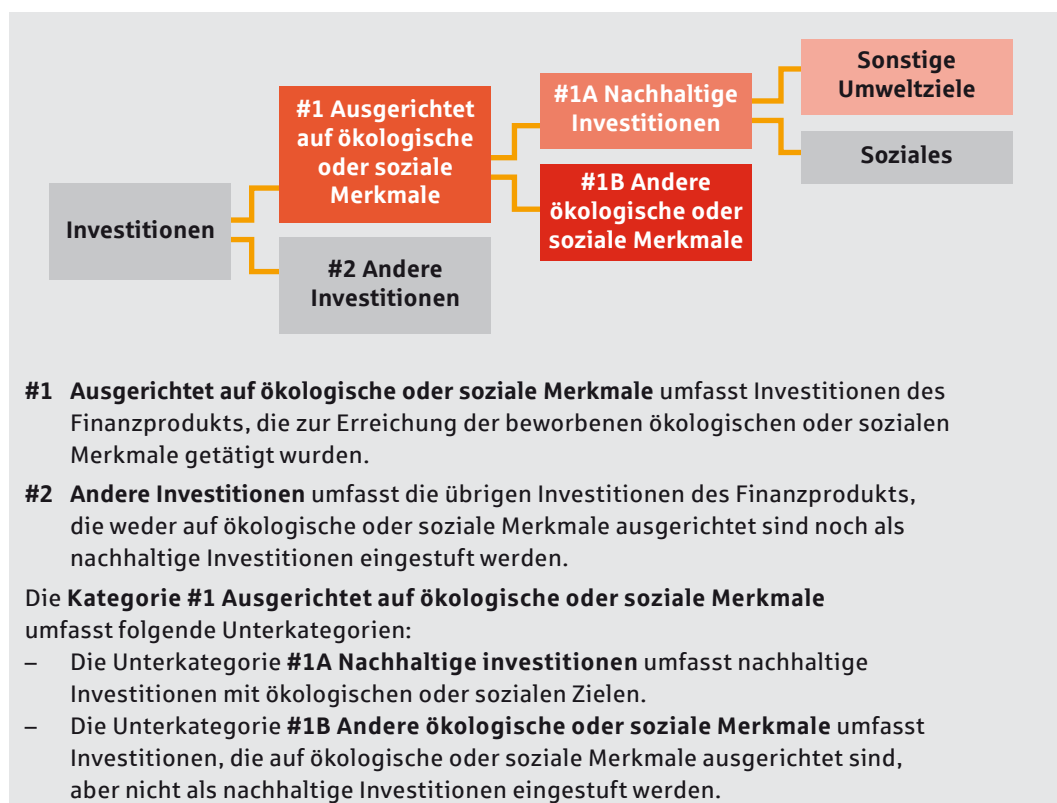 Investitionen
#1 Ausgerichtet
auf ökologische
oder soziale
Merkmale
#2 Andere
Investitionen
#1A Nachhaltige
Investitionen
#1B Andere
ökologische oder
soziale Merkmale
Sonstige
Umweltziele
Soziales
#1 Ausgerichtet auf ökologische oder soziale Merkmale umfasst Investitionen des
Finanzprodukts, die zur Erreichung der beworbenen ökologischen oder sozialen
Merkmale getätigt wurden.
#2 Andere Investitionen umfasst die übrigen Investitionen des Finanzprodukts,
die weder auf ökologische oder soziale Merkmale ausgerichtet sind noch als
nachhaltige Investitionen eingestuft werden.
Die Kategorie #1 Ausgerichtet auf ökologische oder soziale Merkmale
umfasst folgende Unterkategorien:
– Die Unterkategorie #1A Nachhaltige investitionen umfasst nachhaltige
Investitionen mit ökologischen oder sozialen Zielen.
– Die Unterkategorie #1B Andere ökologische oder soziale Merkmale umfasst
Investitionen, die auf ökologische oder soziale Merkmale ausgerichtet sind,
aber nicht als nachhaltige Investitionen eingestuft werden.